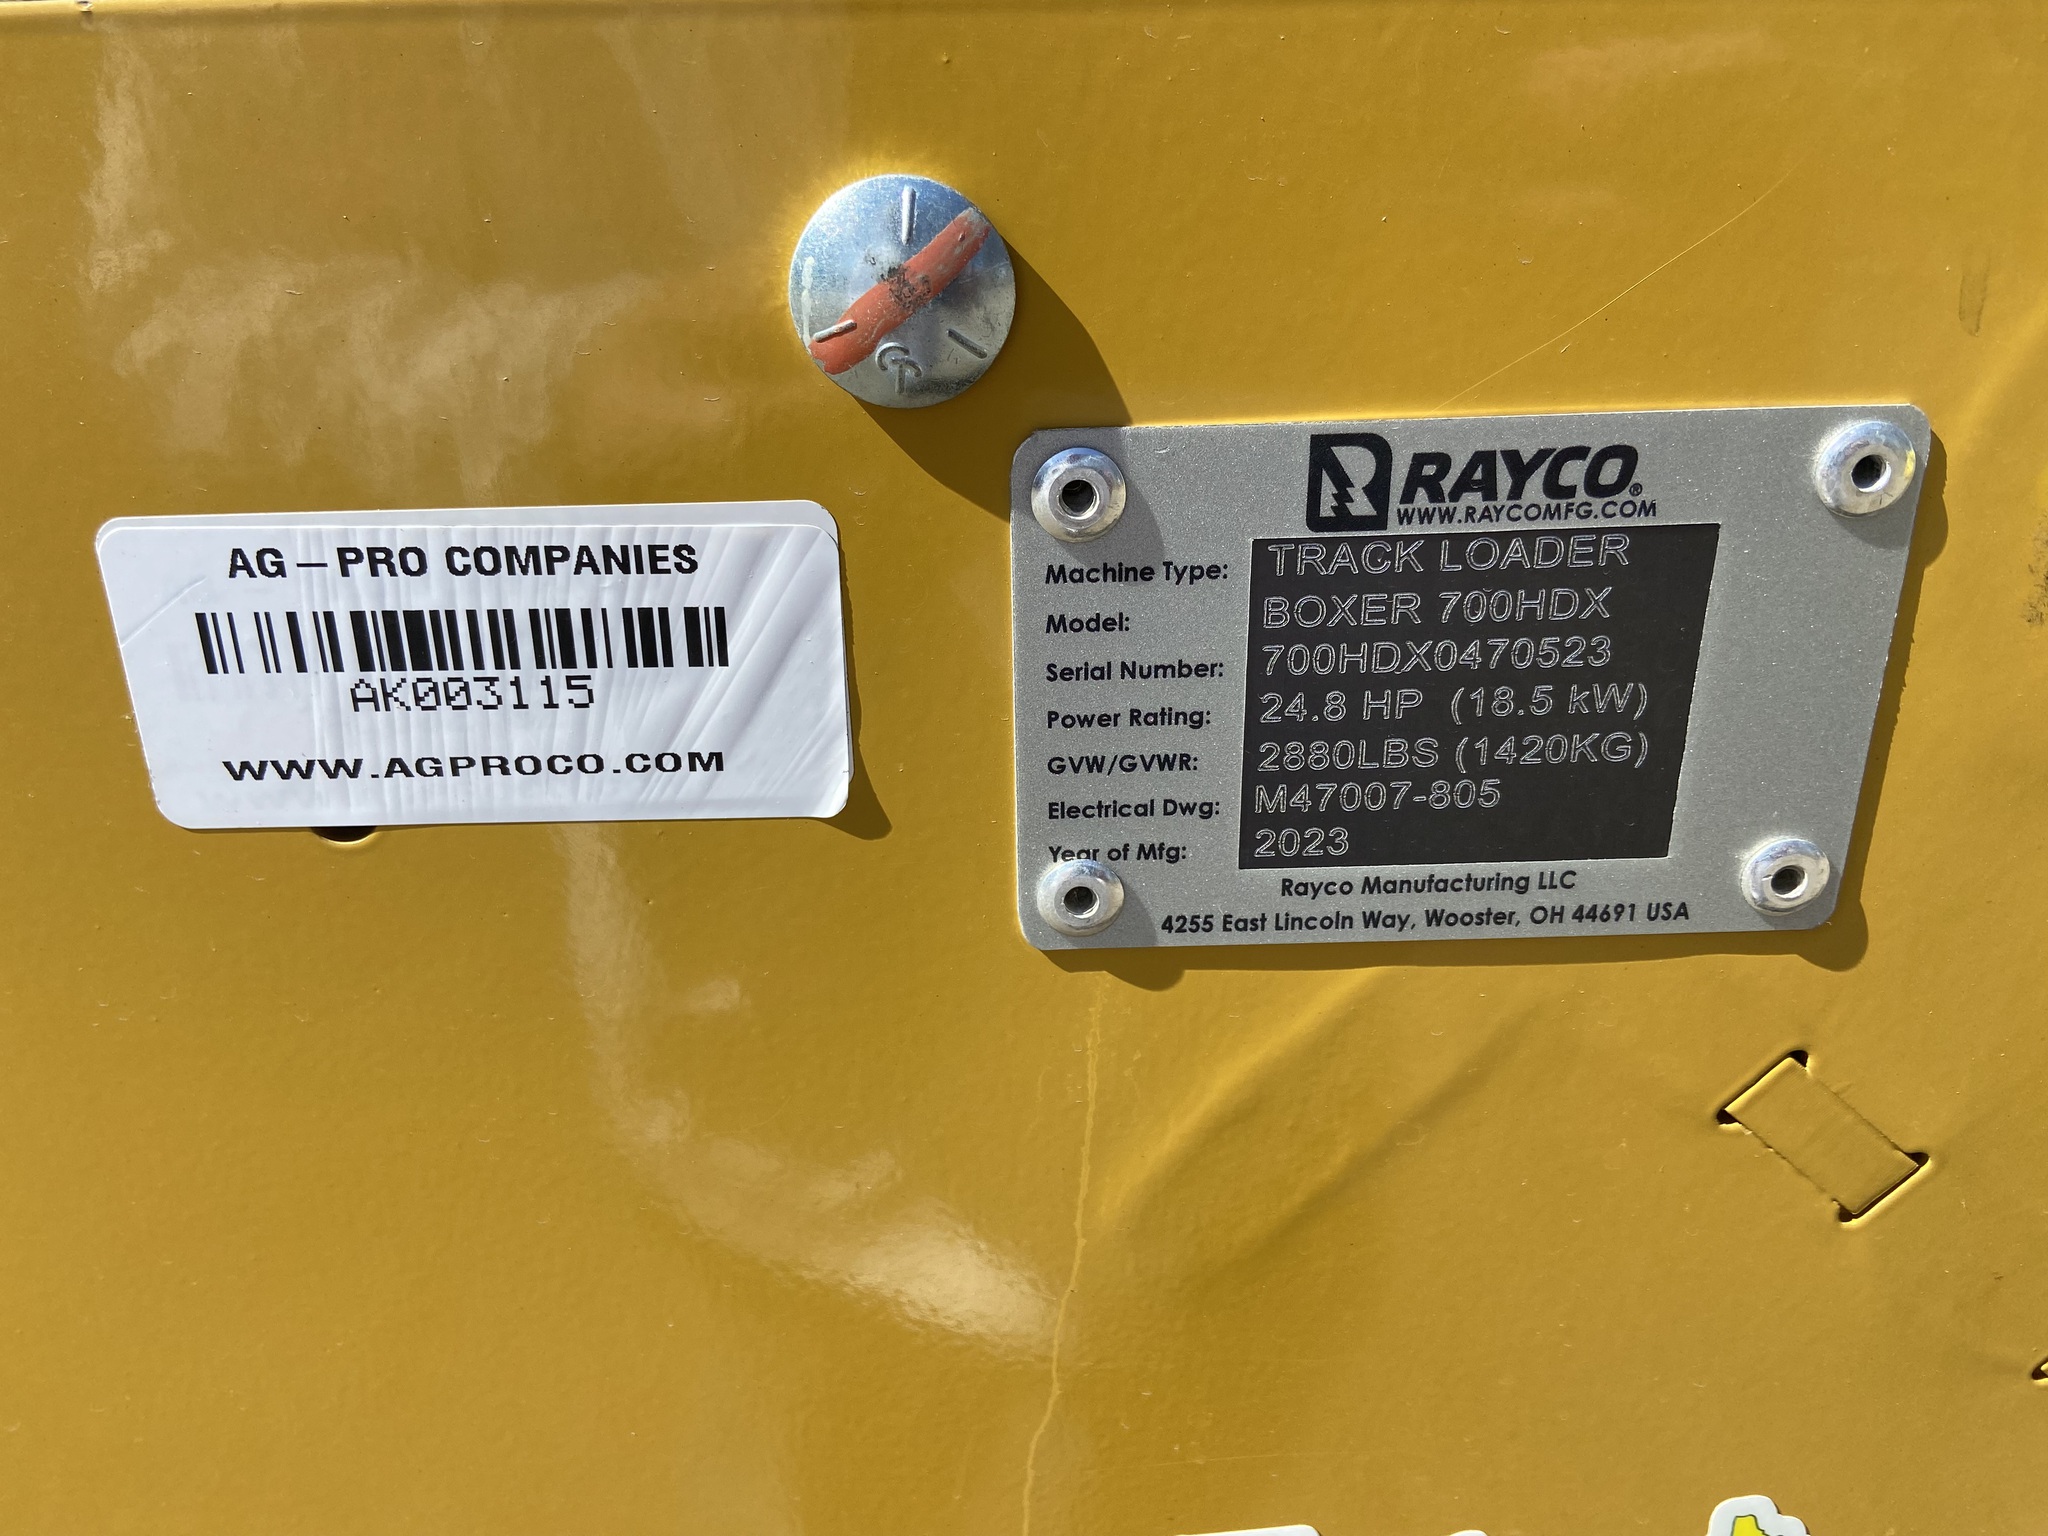 AG – PRO COMPANIES
AK003115
WWW.AGPROCO.COM
RAYCO®
WWW.RAYCOMFG.COM
Machine Type: TRACK LOADER
Model: BOXER 700HDX
Serial Number: 700HDX0470523
Power Rating: 24.8 HP (18.5 kW)
GVW/GVWR: 2880LBS (1420KG)
Electrical Dwg: M47007-805
Year of Mfg: 2023
Rayco Manufacturing LLC
4255 East Lincoln Way, Wooster, OH 44691 USA